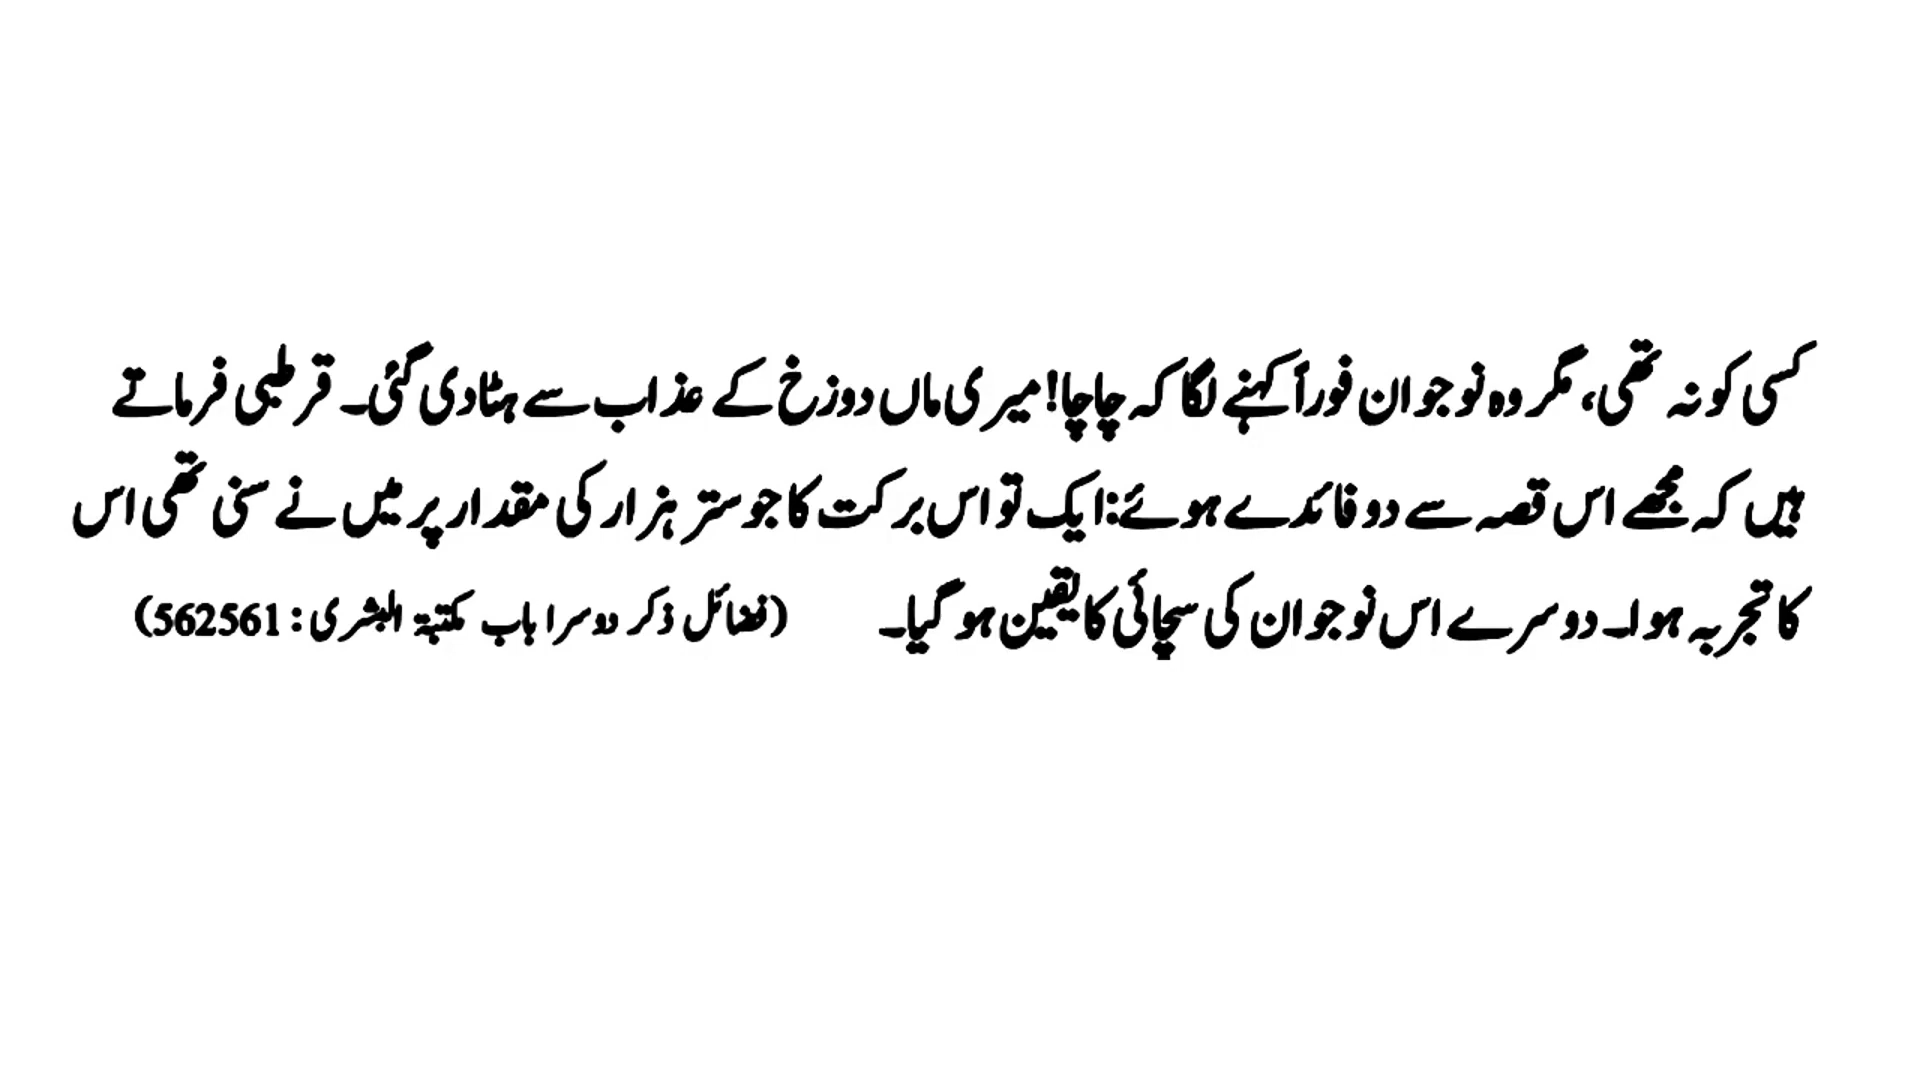 کسی کو نہ تھی، مگر وہ نوجوان فوراً کہنے لگا کہ چاچا! میری ماں دوزخ کے عذاب سے ہٹادی گئی۔ قرطبی فرماتے
ہیں کہ مجھے اس قصہ سے دو فائدے ہوئے: ایک تو اس برکت کا جو ستر ہزار کی مقدار پر میں نے سنی تھی اس
کا تجربہ ہوا۔ دوسرے اس نوجوان کی سچائی کا یقین ہو گیا۔ (فضائل ذکر دوسرا باب مکتبۃ البشری: 562561)